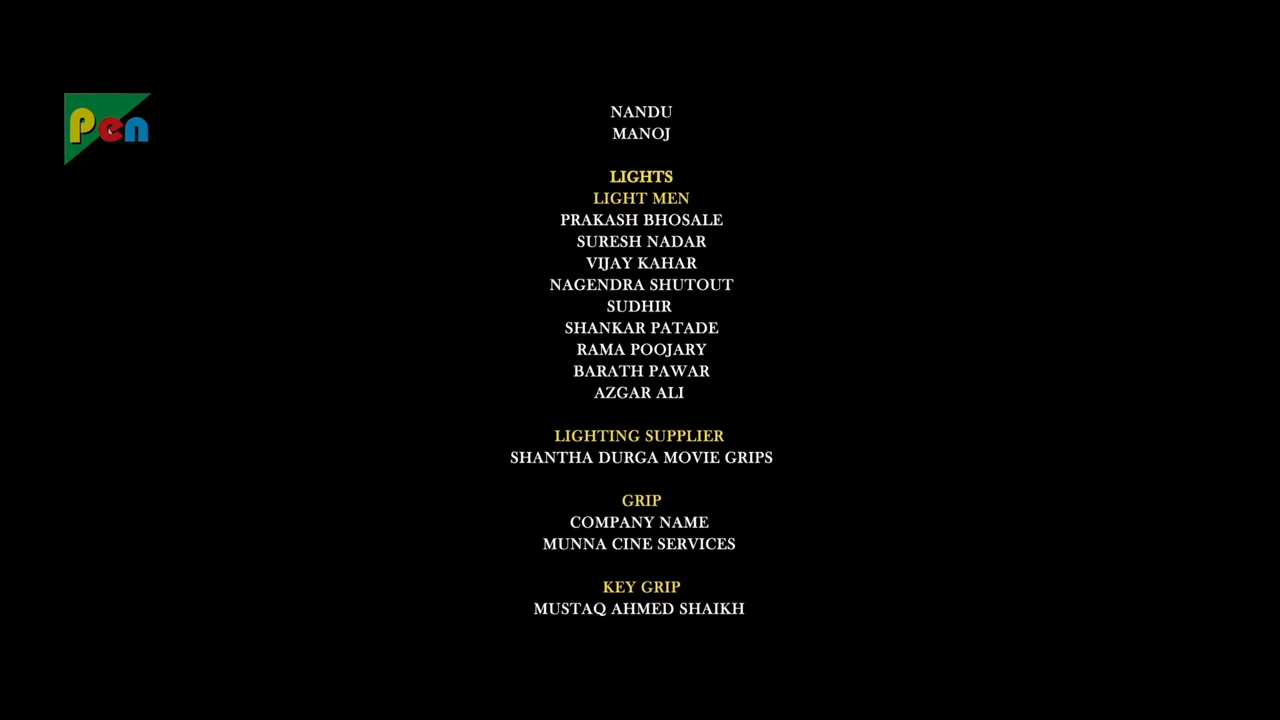 Pen
NANDU
MANOJ
LIGHTS
LIGHT MEN
PRAKASH BHOSALE
SURESH NADAR
VIJAY KAHAR
NAGENDRA SHUTOUT
SUDHIR
SHANKAR PATADE
RAMA POOJARY
BARATH PAWAR
AZGAR ALI
LIGHTING SUPPLIER
SHANTHA DURGA MOVIE GRIPS
GRIP
COMPANY NAME
MUNNA CINE SERVICES
KEY GRIP
MUSTAQ AHMED SHAIKH